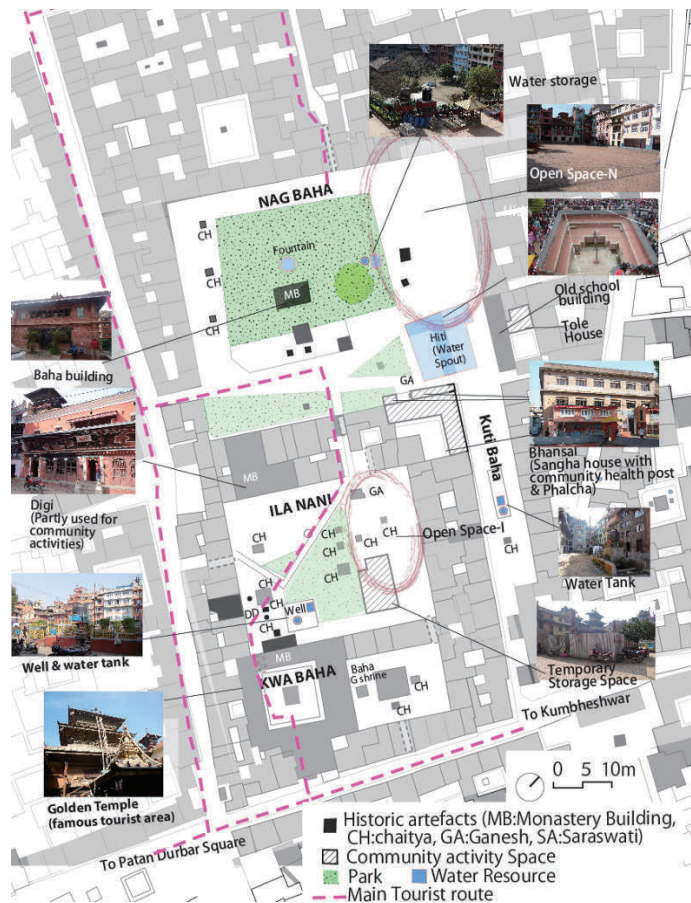 Water storage
Open Space-N
NAG BAHA
CH
Fountain
CH
MB
Old school
building
CH
Tole
House
Hiti
(Water
Spout)
Baha building
GA
Kuti Baha
Bhansal
(Sangha house with
community health post
& Phalcha)
MB
Digi
(Partly used for
community
activities)
ILA NANI
GA
CH
CH
Open Space-I
CH
CH
CH
CH
Water Tank
CH
CH
DD
CH
Well
CH
Well & water tank
MB
KWA BAHA
Baha
G shrine
CH
CH
CH
Temporary
Storage Space
To Kumbheshwar
Golden Temple
(famous tourist area)
0 5 10m
To Patan Durbar Square
Historic artefacts (MB:Monastery Building,
CH:chaitya, GA:Ganesh, SA:Saraswati)
Community activity Space
Park Water Resource
Main Tourist route